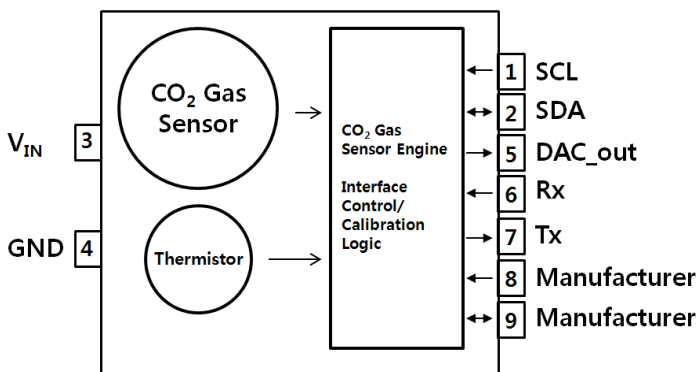 CO₂ Gas
Sensor
V_IN 3
GND 4
Thermistor
CO₂ Gas
Sensor Engine
Interface
Control/
Calibration
Logic
1 SCL
2 SDA
5 DAC_out
6 Rx
7 Tx
8 Manufacturer
9 Manufacturer